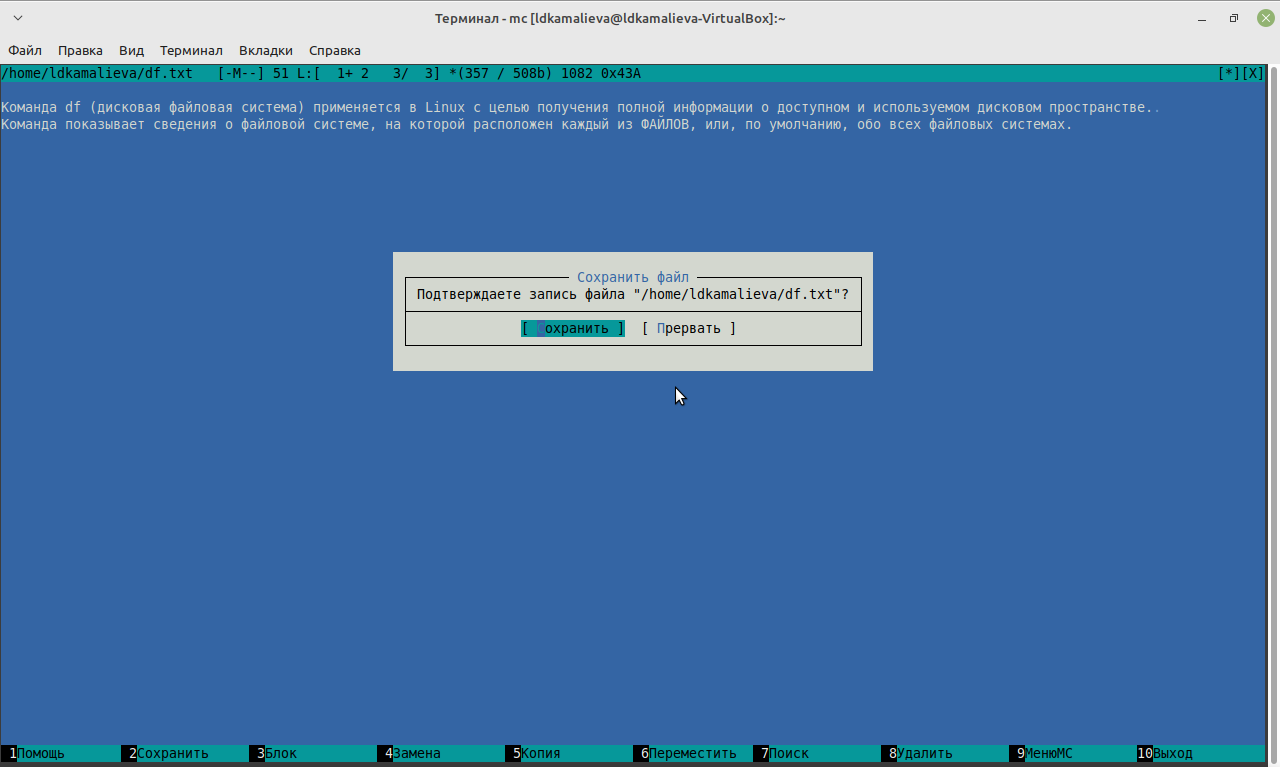 Терминал - mc [ldkamalieva@ldkamalieva-VirtualBox]:~
Файл Правка Вид Терминал Вкладки Справка
/home/ldkamalieva/df.txt [-M--] 51 L:[ 1+ 2 3/ 3] *(357 / 508b) 1082 0x43A [*][X]
Команда df (дисковая файловая система) применяется в Linux с целью получения полной информации о доступном и используемом дисковом пространстве..
Команда показывает сведения о файловой системе, на которой расположен каждый из ФАЙЛОВ, или, по умолчанию, обо всех файловых системах.
Сохранить файл
Подтверждаете запись файла "/home/ldkamalieva/df.txt"?
[ Сохранить ] [ Прервать ]
1Помощь 2Сохранить 3Блок 4Замена 5Копия 6Переместить 7Поиск 8Удалить 9МенюМС 10Выход